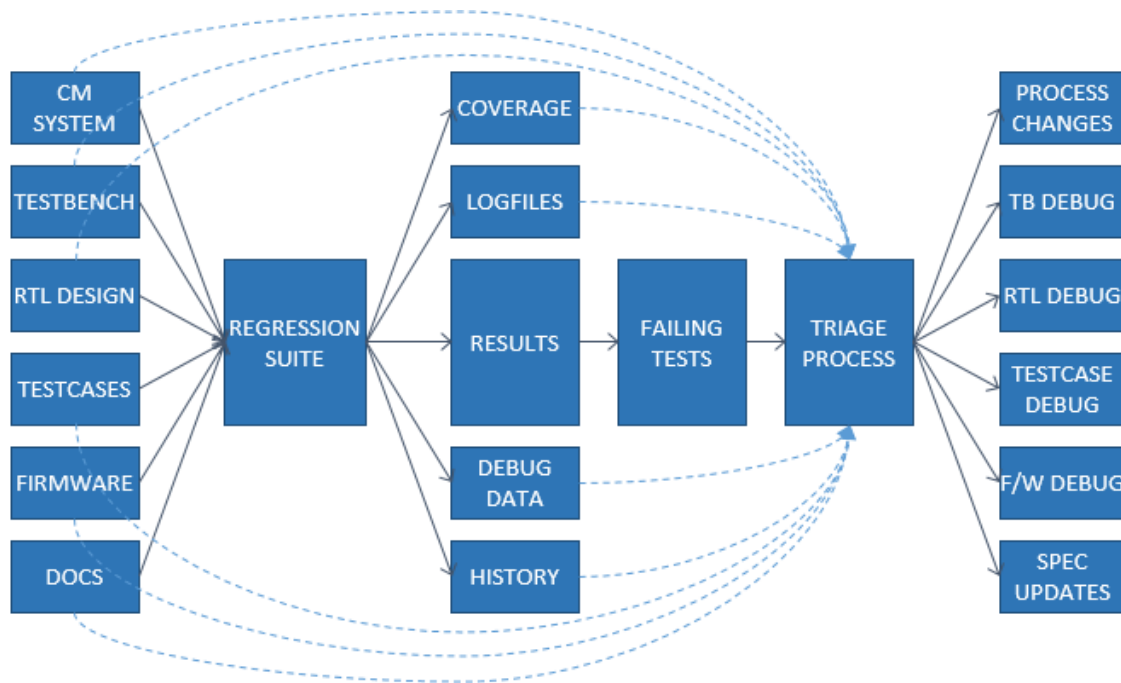 CM
SYSTEM
TESTBENCH
RTL DESIGN
TESTCASES
FIRMWARE
DOCS
REGRESSION
SUITE
COVERAGE
LOGFILES
RESULTS
DEBUG
DATA
HISTORY
FAILING
TESTS
TRIAGE
PROCESS
PROCESS
CHANGES
TB DEBUG
RTL DEBUG
TESTCASE
DEBUG
F/W DEBUG
SPEC
UPDATES